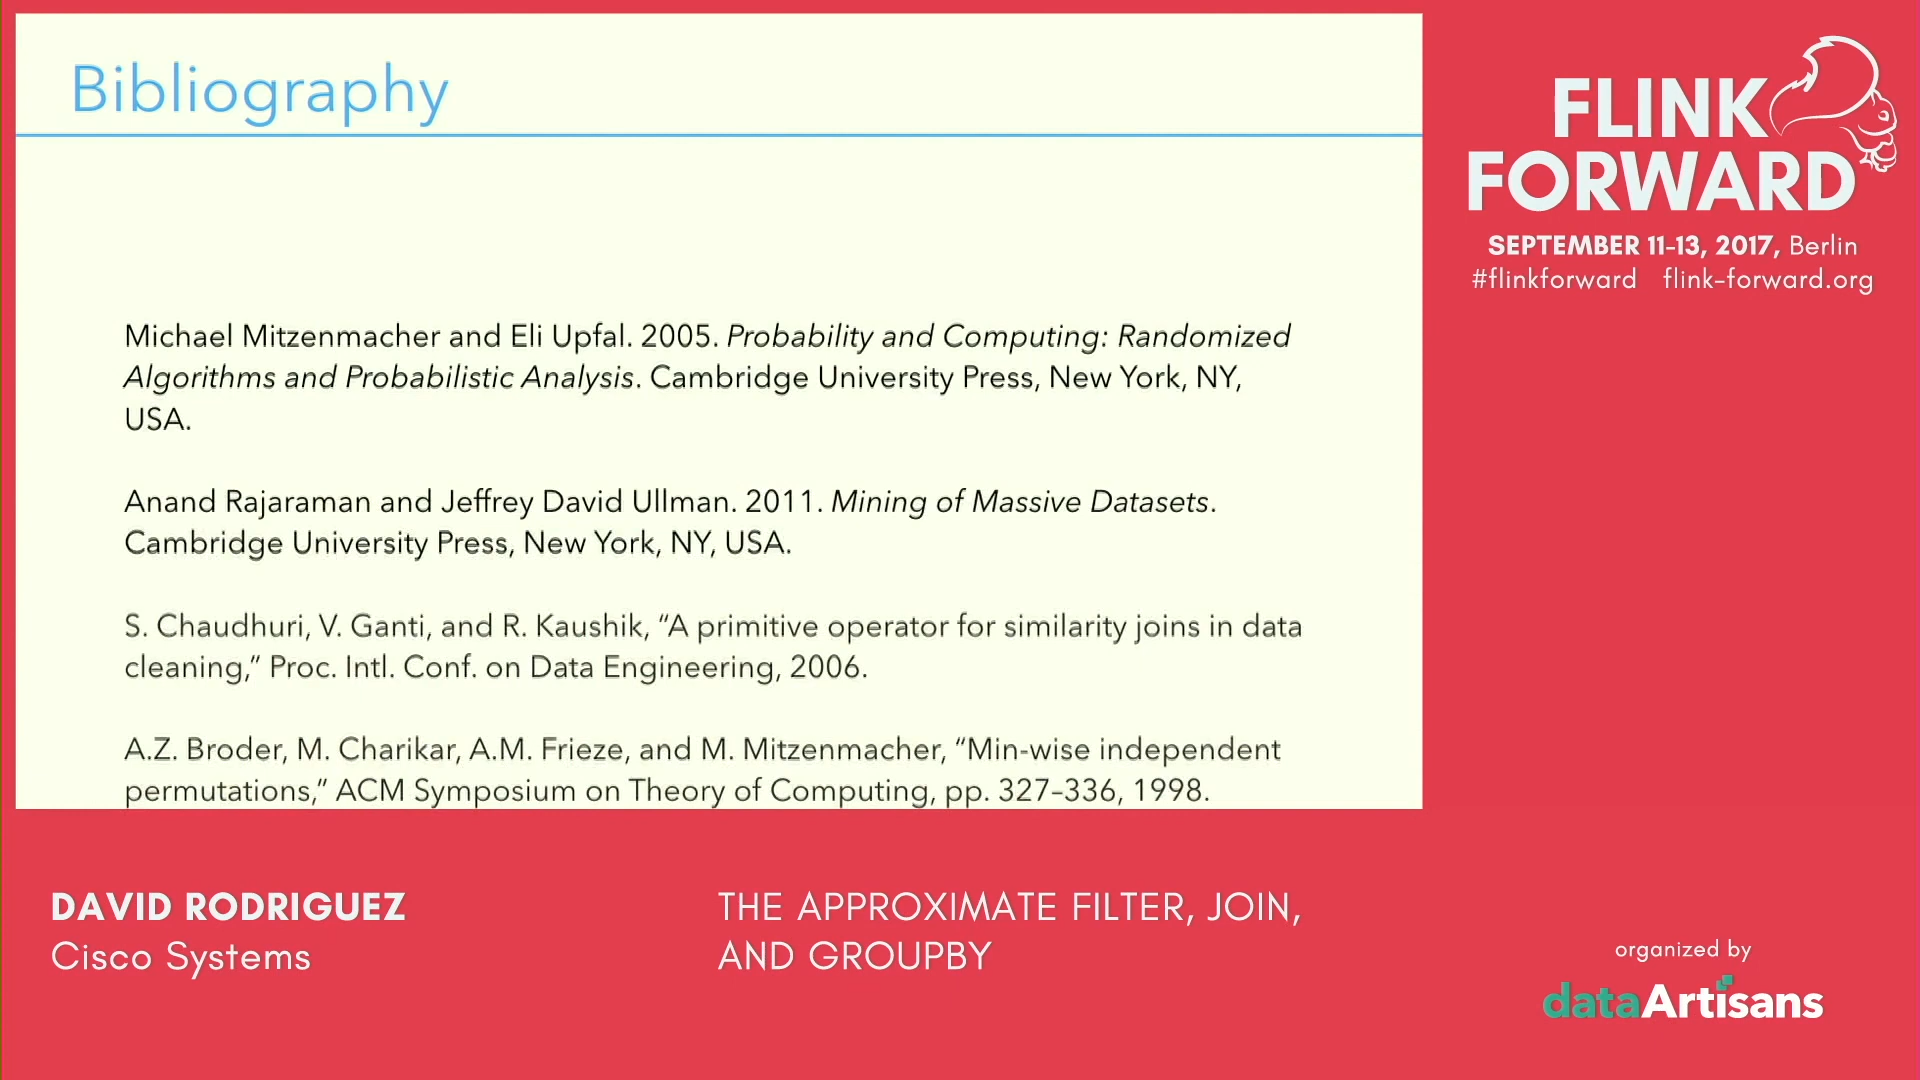 Bibliography
Michael Mitzenmacher and Eli Upfal. 2005. Probability and Computing: Randomized
Algorithms and Probabilistic Analysis. Cambridge University Press, New York, NY,
USA.
Anand Rajaraman and Jeffrey David Ullman. 2011. Mining of Massive Datasets.
Cambridge University Press, New York, NY, USA.
S. Chaudhuri, V. Ganti, and R. Kaushik, “A primitive operator for similarity joins in data
cleaning,” Proc. Intl. Conf. on Data Engineering, 2006.
A.Z. Broder, M. Charikar, A.M. Frieze, and M. Mitzenmacher, “Min-wise independent
permutations,” ACM Symposium on Theory of Computing, pp. 327–336, 1998.
FLINK
FORWARD
SEPTEMBER 11-13, 2017, Berlin
#flinkforward flink-forward.org
DAVID RODRIGUEZ
Cisco Systems
THE APPROXIMATE FILTER, JOIN,
AND GROUPBY
organized by
dataArtisans